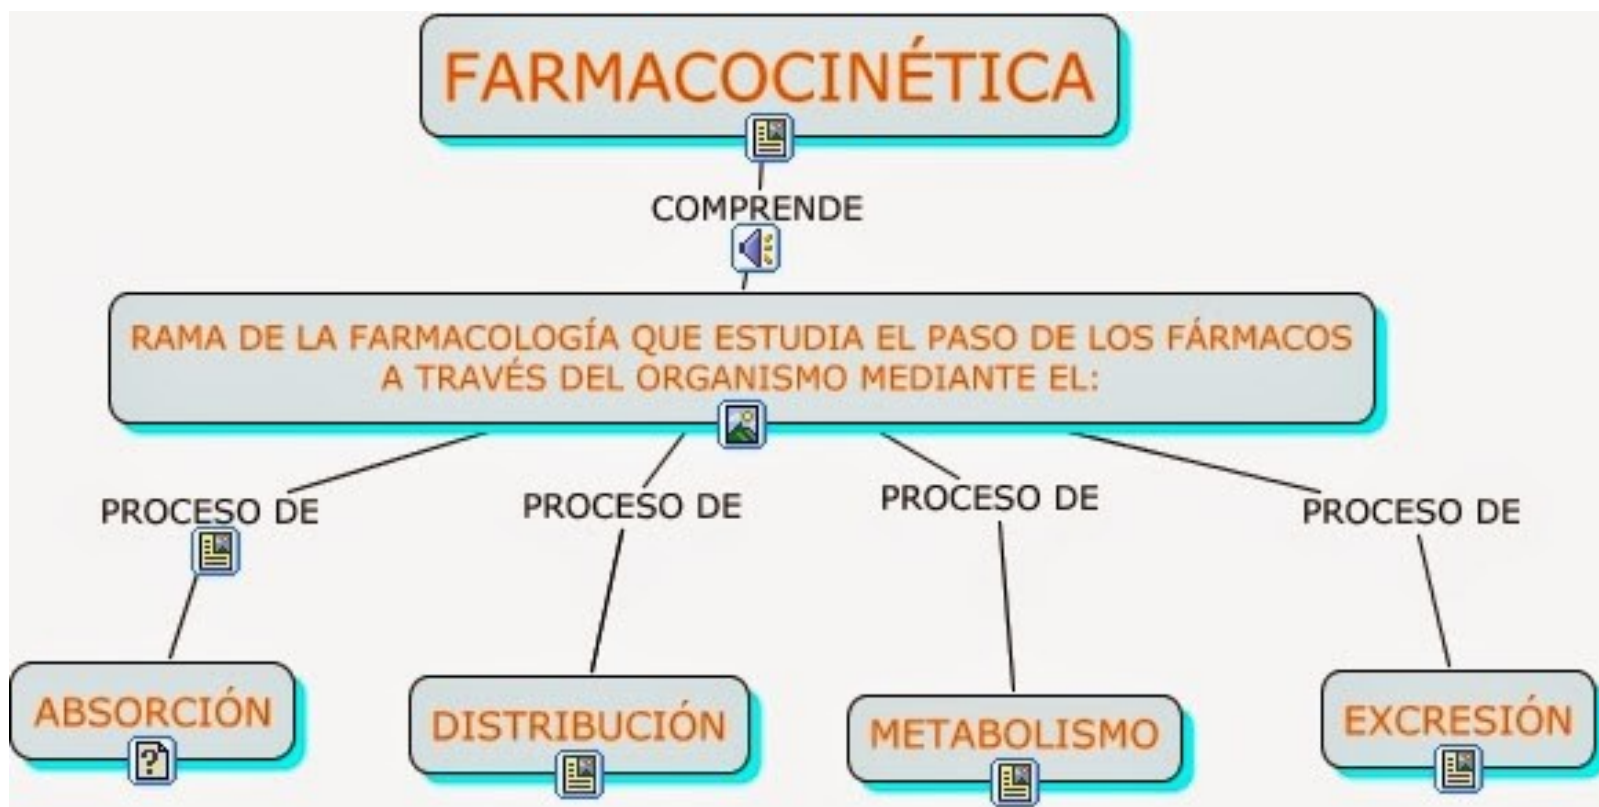 FARMACOCINÉTICA
COMPRENDE
RAMA DE LA FARMACOLOGÍA QUE ESTUDIA EL PASO DE LOS FÁRMACOS
A TRAVÉS DEL ORGANISMO MEDIANTE EL:
PROCESO DE
PROCESO DE
PROCESO DE
PROCESO DE
ABSORCIÓN
DISTRIBUCIÓN
METABOLISMO
EXCRESIÓN